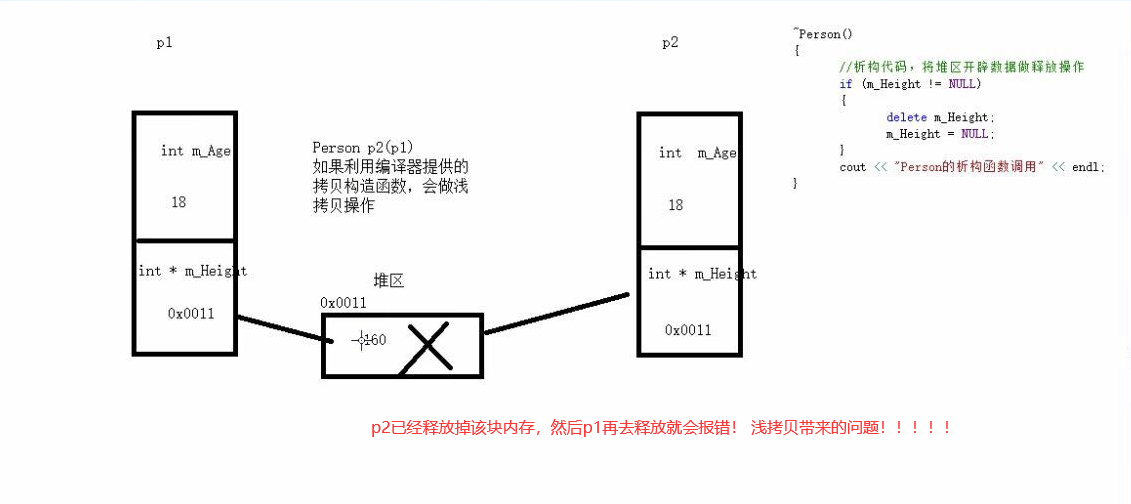 p1
int m_Age
18
int * m_Height
0x0011
Person p2(p1)
如果利用编译器提供的
拷贝构造函数，会做浅
拷贝操作
堆区
0x0011
160
p2
int m_Age
18
int * m_Height
0x0011
~Person()
{
//析构代码，将堆区开辟数据做释放操作
if (m_Height != NULL)
{
delete m_Height;
m_Height = NULL;
}
cout << "Person的析构函数调用" << endl;
}
p2已经释放掉该块内存，然后p1再去释放就会报错！ 浅拷贝带来的问题！！！！！